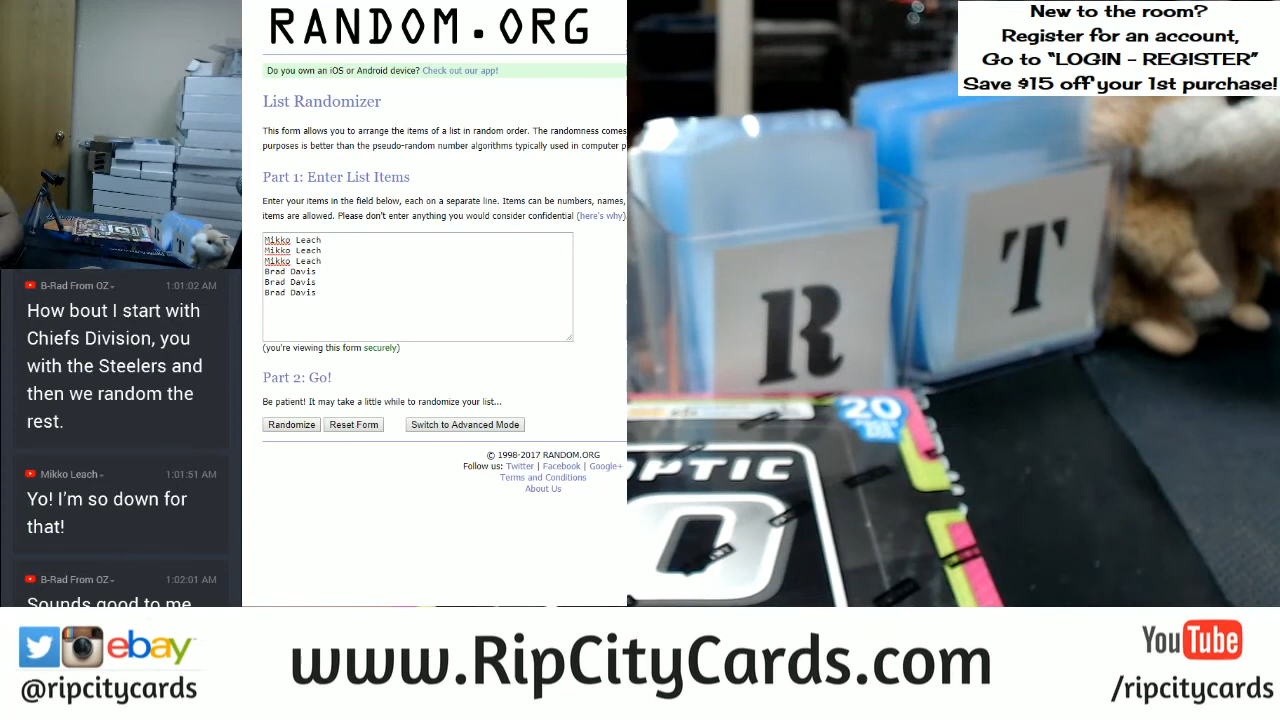 RANDOM.ORG
Do you own an iOS or Android device? Check out our app!
List Randomizer
This form allows you to arrange the items of a list in random order. The randomness comes
purposes is better than the pseudo-random number algorithms typically used in computer p
Part 1: Enter List Items
Enter your items in the field below, each on a separate line. Items can be numbers, names,
items are allowed. Please don't enter anything you would consider confidential (here's why)
Mikko Leach
Mikko Leach
Mikko Leach
Brad Davis
Brad Davis
Brad Davis
(you're viewing this form securely)
Part 2: Go!
Be patient! It may take a little while to randomize your list...
Randomize Reset Form Switch to Advanced Mode
© 1998-2017 RANDOM.ORG
Follow us: Twitter | Facebook | Google+
Terms and Conditions
About Us
B-Rad From OZ 1:01:02 AM
How bout I start with
Chiefs Division, you
with the Steelers and
then we random the
rest.
Mikko Leach 1:01:51 AM
Yo! I'm so down for
that!
B-Rad From OZ 1:02:01 AM
Sounds good to me
New to the room?
Register for an account,
Go to "LOGIN - REGISTER"
Save $15 off your 1st purchase!
R
T
20
OPTIC
ebay
@ripcitycards
www.RipCityCards.com
YouTube
/ripcitycards